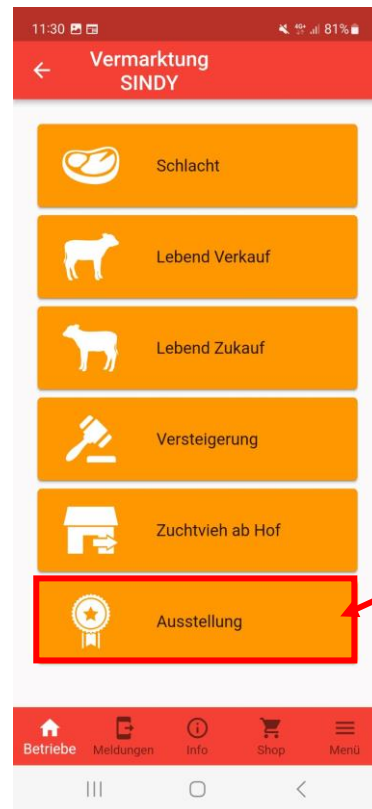 11:30 4G+ 81%
Vermarktung
SINDY
Schlacht
Lebend Verkauf
Lebend Zukauf
Versteigerung
Zuchtvieh ab Hof
Ausstellung
Betriebe Meldungen Info Shop Menü